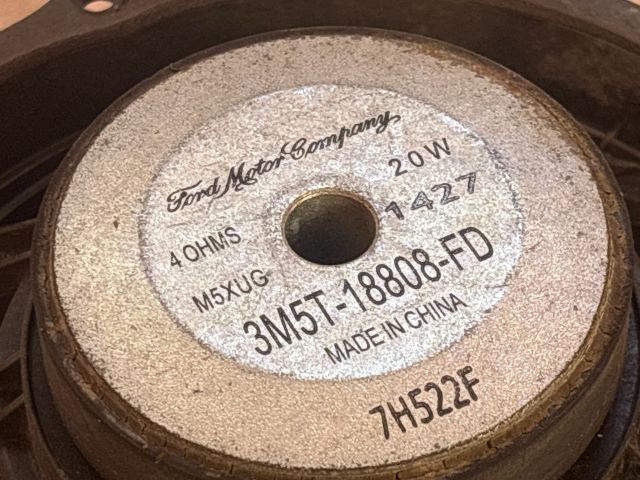 Ford Motor Company
20W
1427
4 OHMS
M5XUG
3M5T-18808-FD
MADE IN CHINA
7H522F